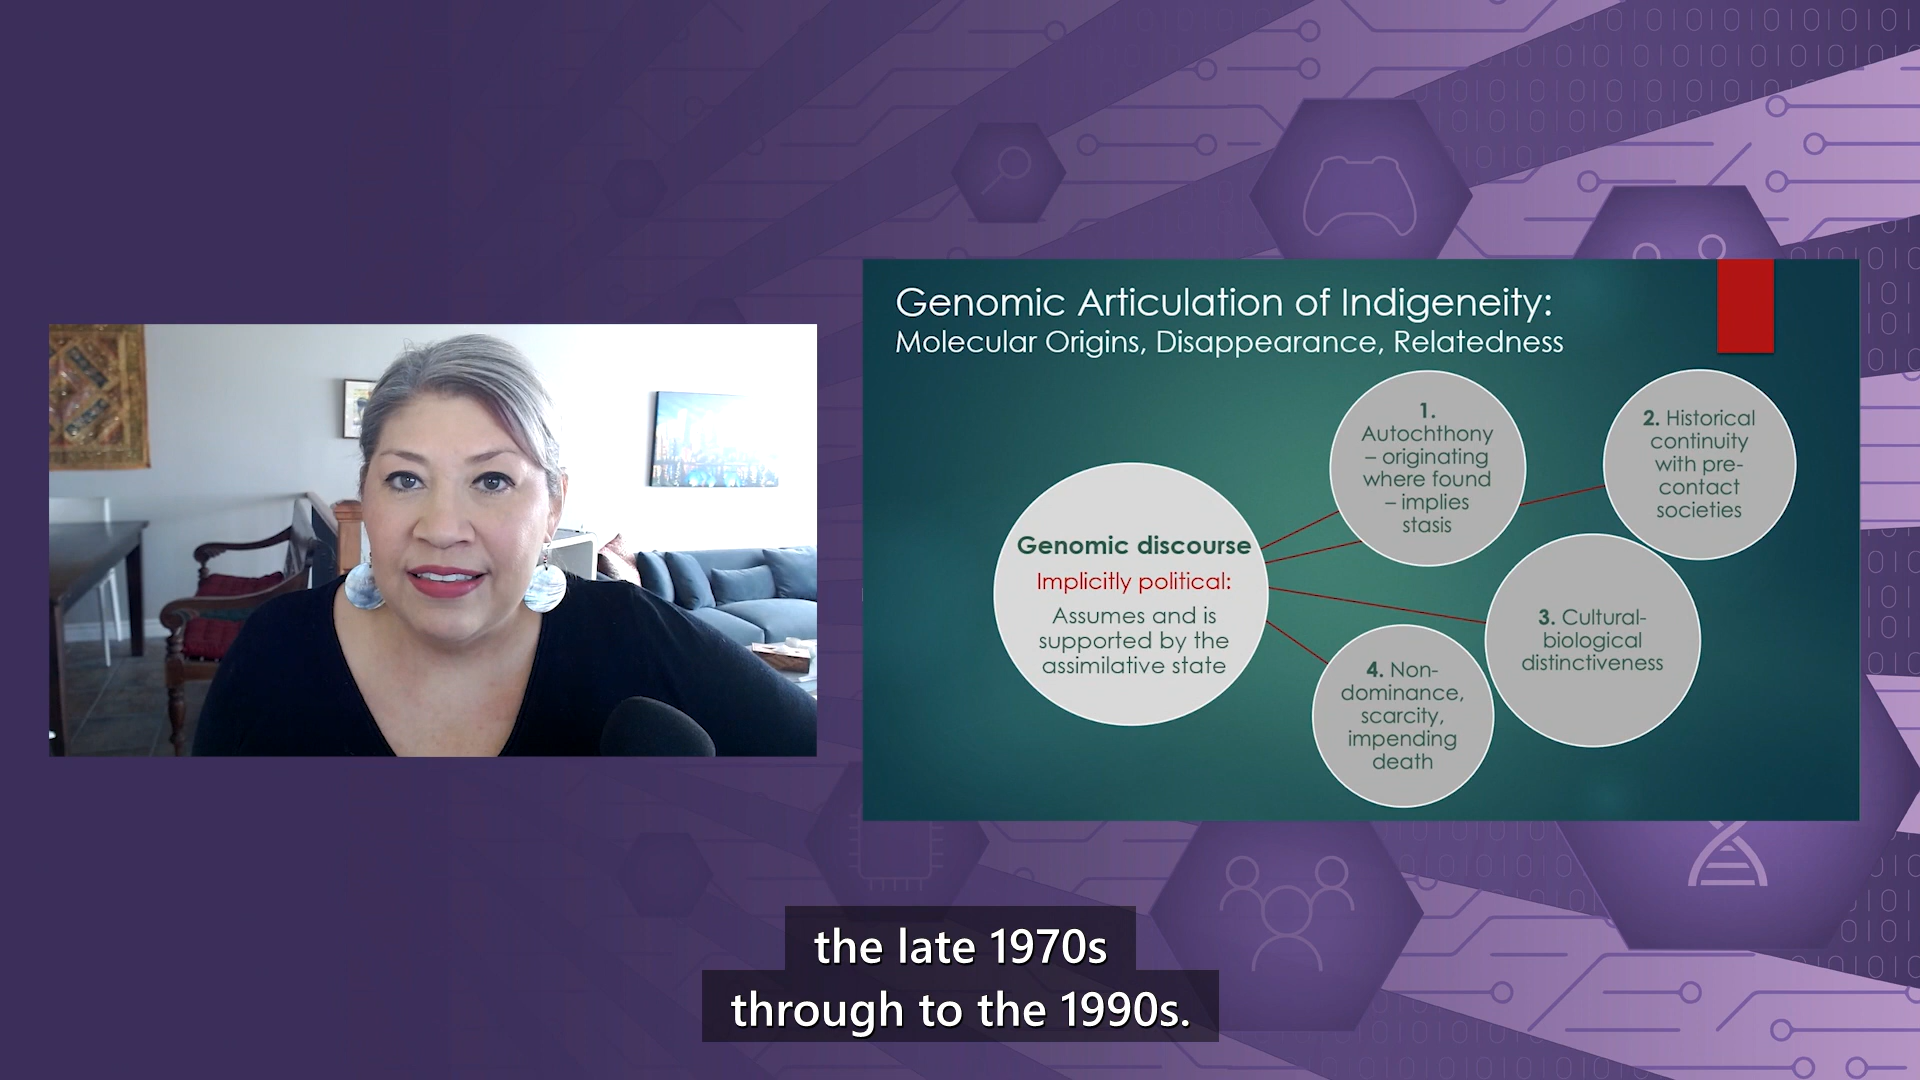 Genomic Articulation of Indigeneity:
Molecular Origins, Disappearance, Relatedness
Genomic discourse
Implicitly political:
Assumes and is
supported by the
assimilative state
1.
Autochthony
– originating
where found
– implies
stasis
2. Historical
continuity
with pre-
contact
societies
3. Cultural-
biological
distinctiveness
4. Non-
dominance,
scarcity,
impending
death
the late 1970s
through to the 1990s.